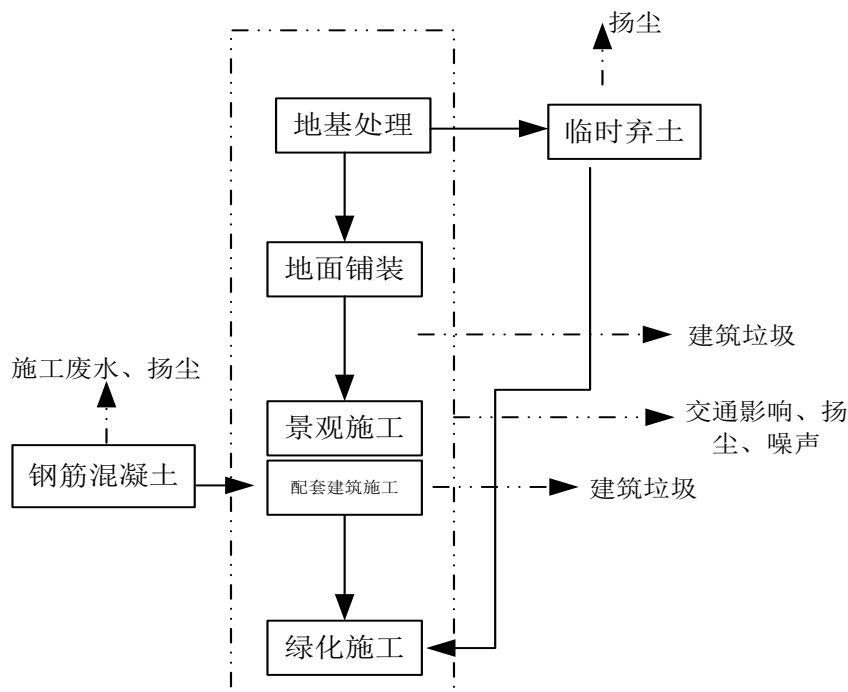 扬尘
地基处理
临时弃土
地面铺装
建筑垃圾
施工废水、扬尘
景观施工
交通影响、扬
尘、噪声
钢筋混凝土
配套建筑施工
建筑垃圾
绿化施工